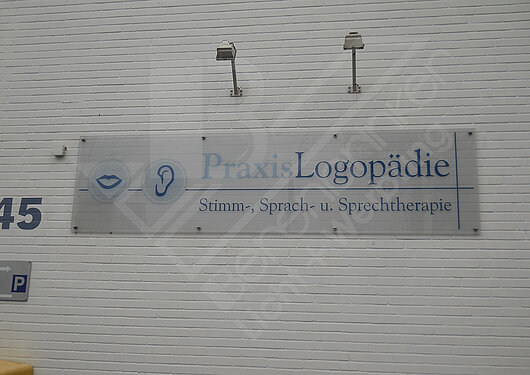 PraxisLogopädie
Stimm-, Sprach- u. Sprechtherapie
45
P